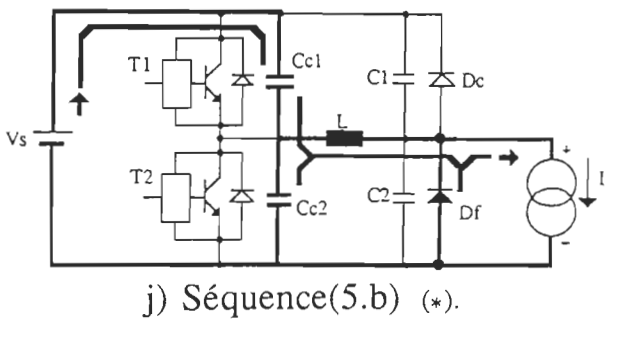 T1
Cc1
C1
Dc
Vs
L
+
T2
I
Cc2
C2
Df
-
j) Séquence(5.b) (*).